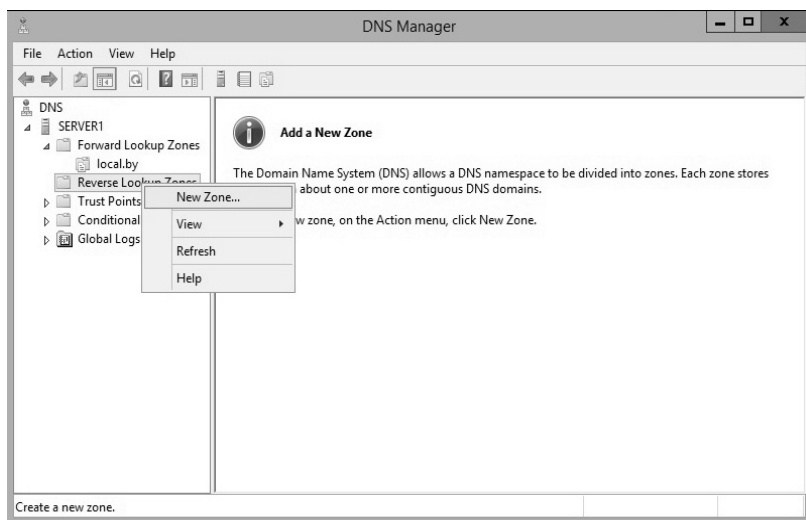 DNS Manager
File Action View Help
DNS
SERVER1
Forward Lookup Zones
local.by
Reverse Lookup Zones
Trust Points
Conditional
Global Logs
New Zone...
View
Refresh
Help
Add a New Zone
The Domain Name System (DNS) allows a DNS namespace to be divided into zones. Each zone stores
about one or more contiguous DNS domains.
w zone, on the Action menu, click New Zone.
Create a new zone.